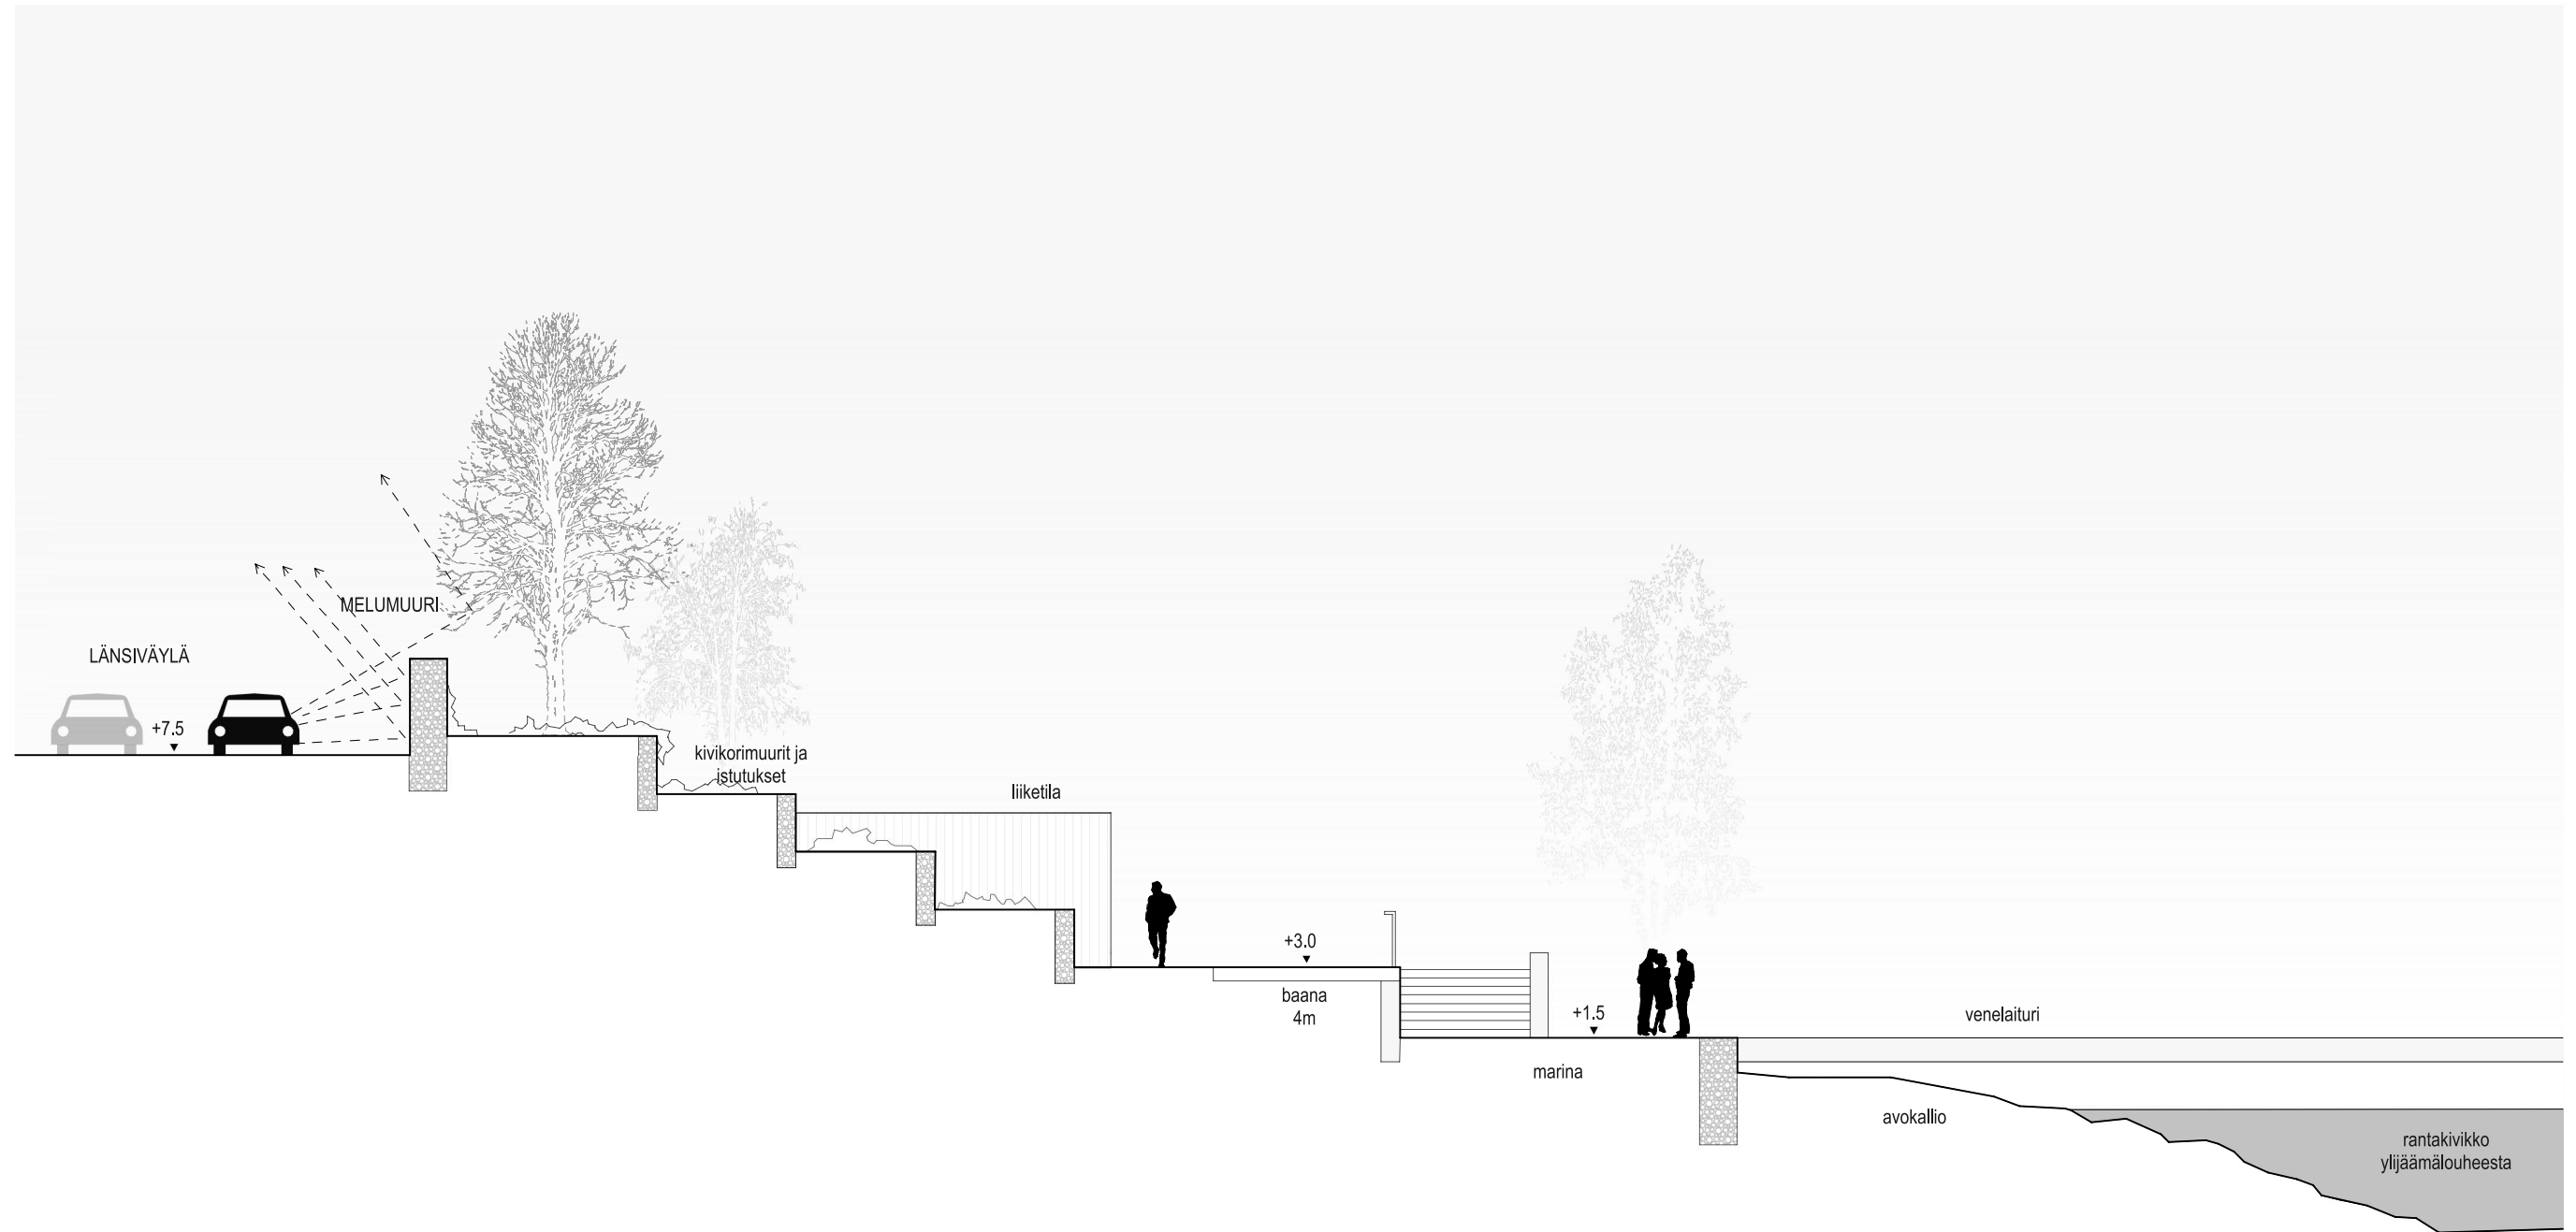 MELUMUURI
LÄNSIVÄYLÄ
+7.5
kivikorimuurit ja
istutukset
liiketila
+3.0
baana
4m
+1.5
marina
venelaituri
avokallio
rantakivikko
ylijäämälouheesta